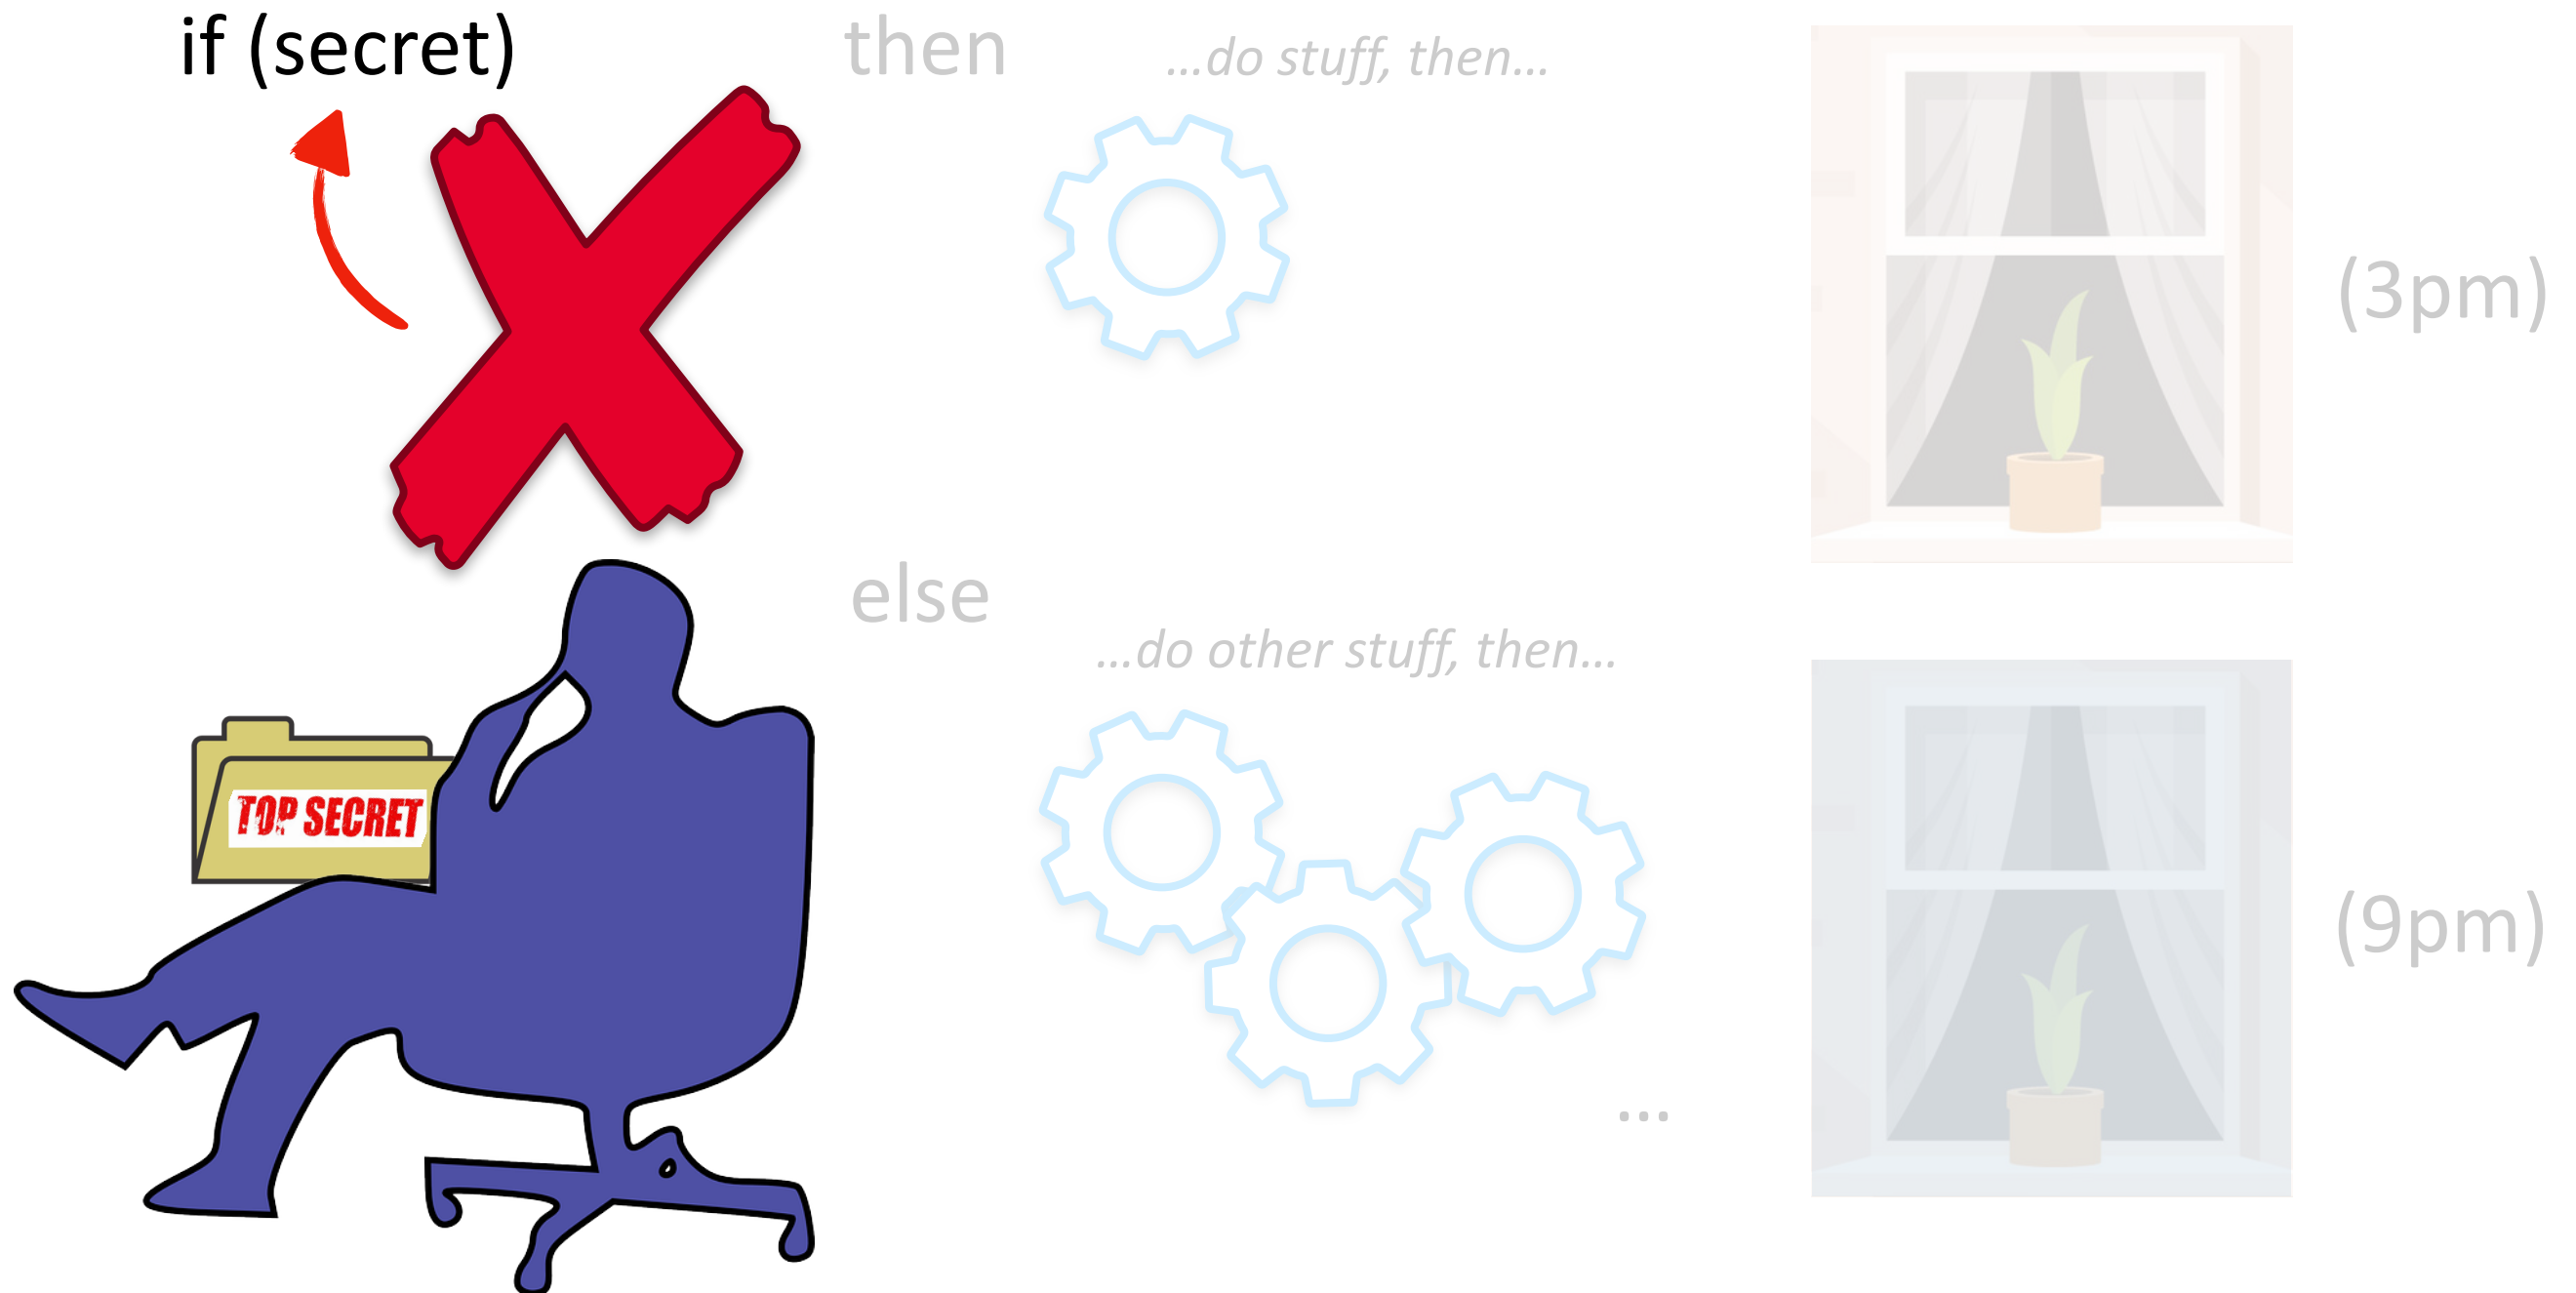 if (secret)
then
...do stuff, then...
(3pm)
else
...do other stuff, then...
TOP SECRET
(9pm)
...